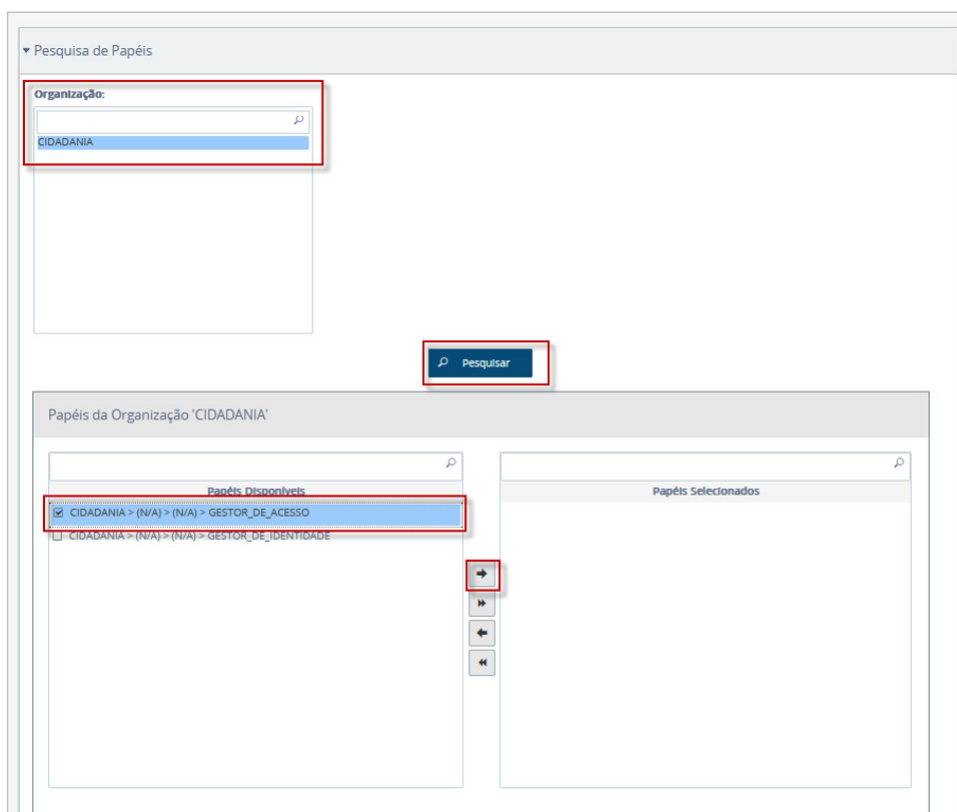 Pesquisa de Papéis
Organização:
CIDADANIA
Pesquisar
Papéis da Organização 'CIDADANIA'
Papéis Disponíveis
Papéis Selecionados
CIDADANIA > (N/A) > (N/A) > GESTOR_DE_ACESSO
CIDADANIA > (N/A) > (N/A) > GESTOR_DE_IDENTIDADE